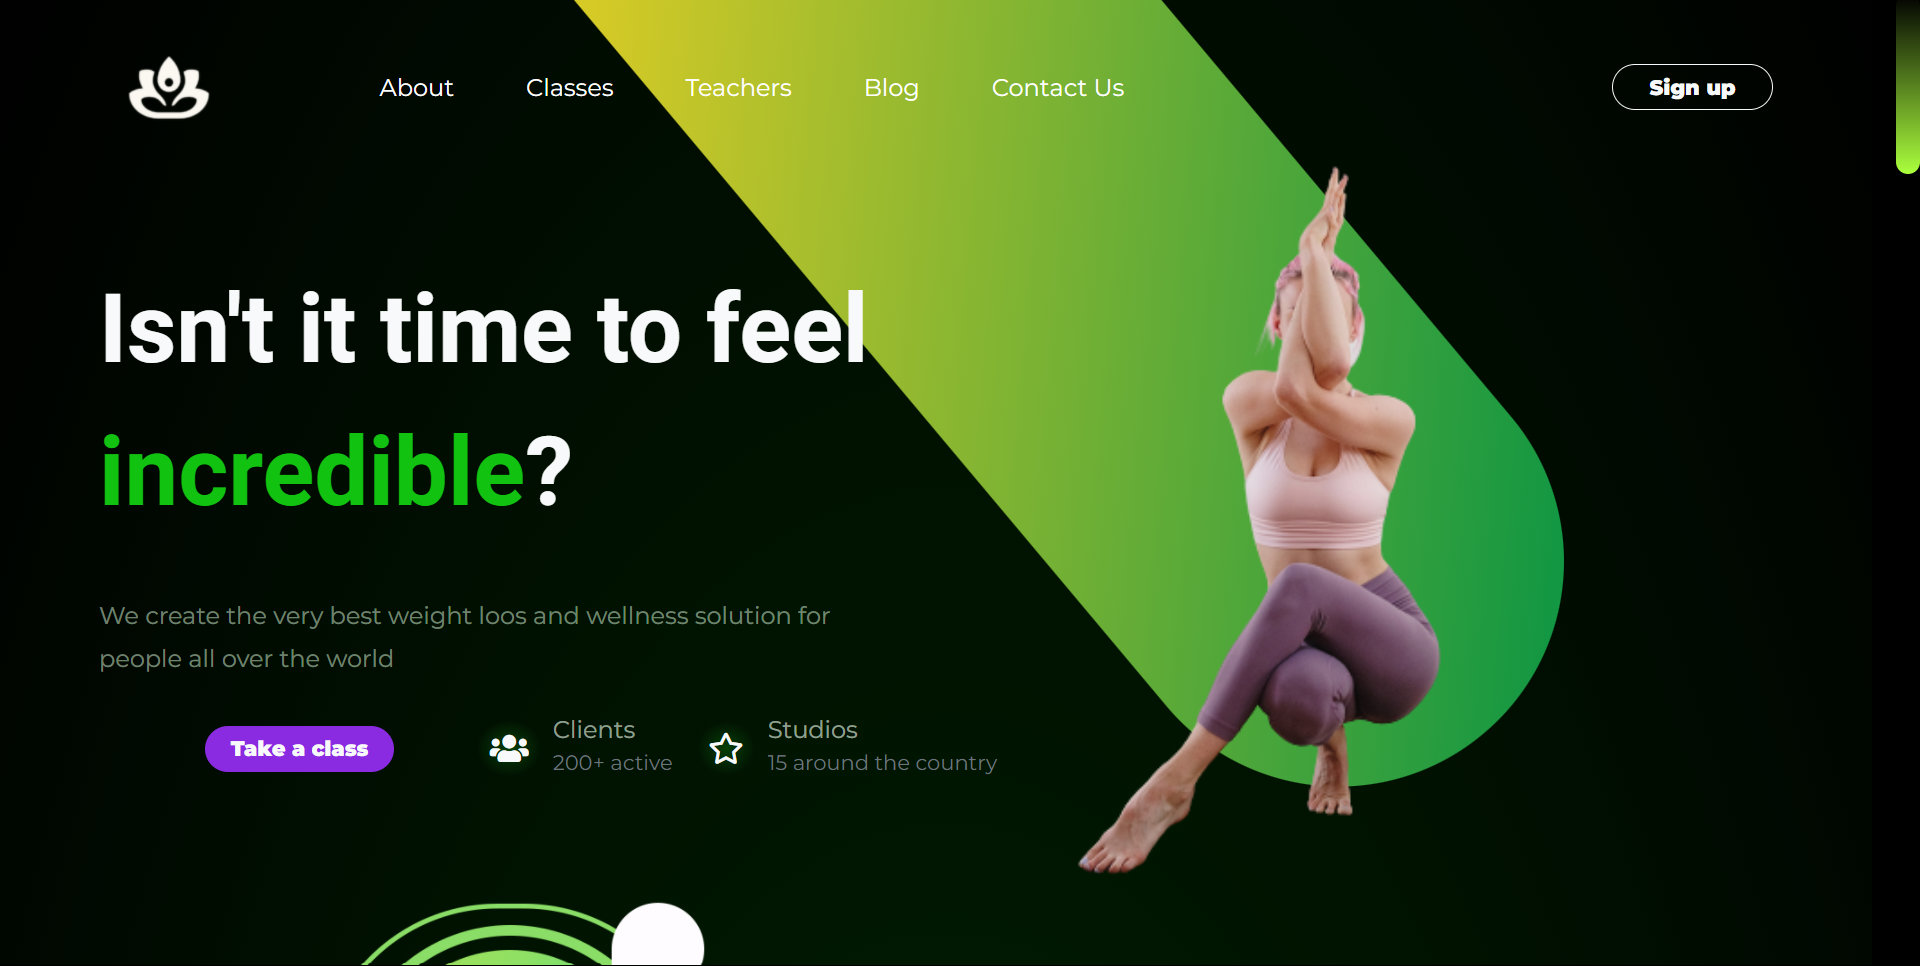 About Classes Teachers Blog Contact Us Sign up
Isn't it time to feel
incredible?
We create the very best weight loos and wellness solution for
people all over the world
Take a class
Clients
200+ active
Studios
15 around the country